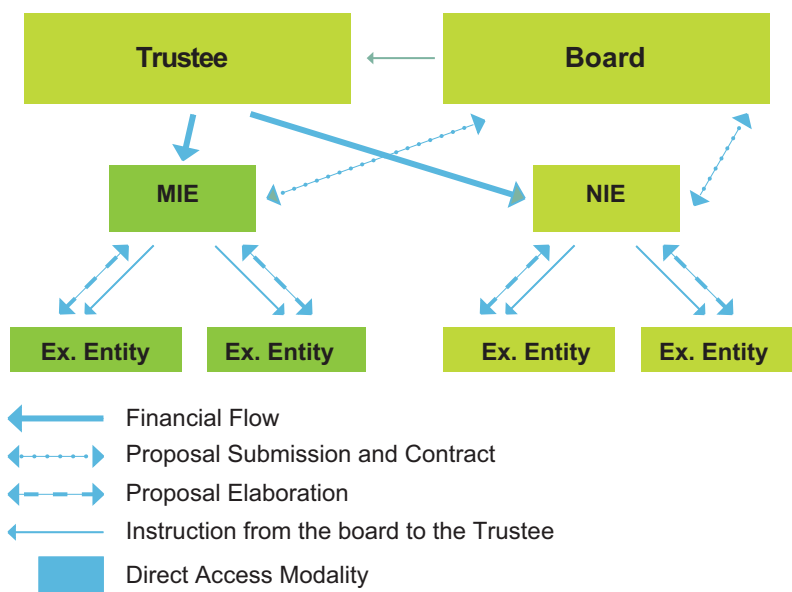 Trustee
Board
MIE
NIE
Ex. Entity
Ex. Entity
Ex. Entity
Ex. Entity
Financial Flow
Proposal Submission and Contract
Proposal Elaboration
Instruction from the board to the Trustee
Direct Access Modality